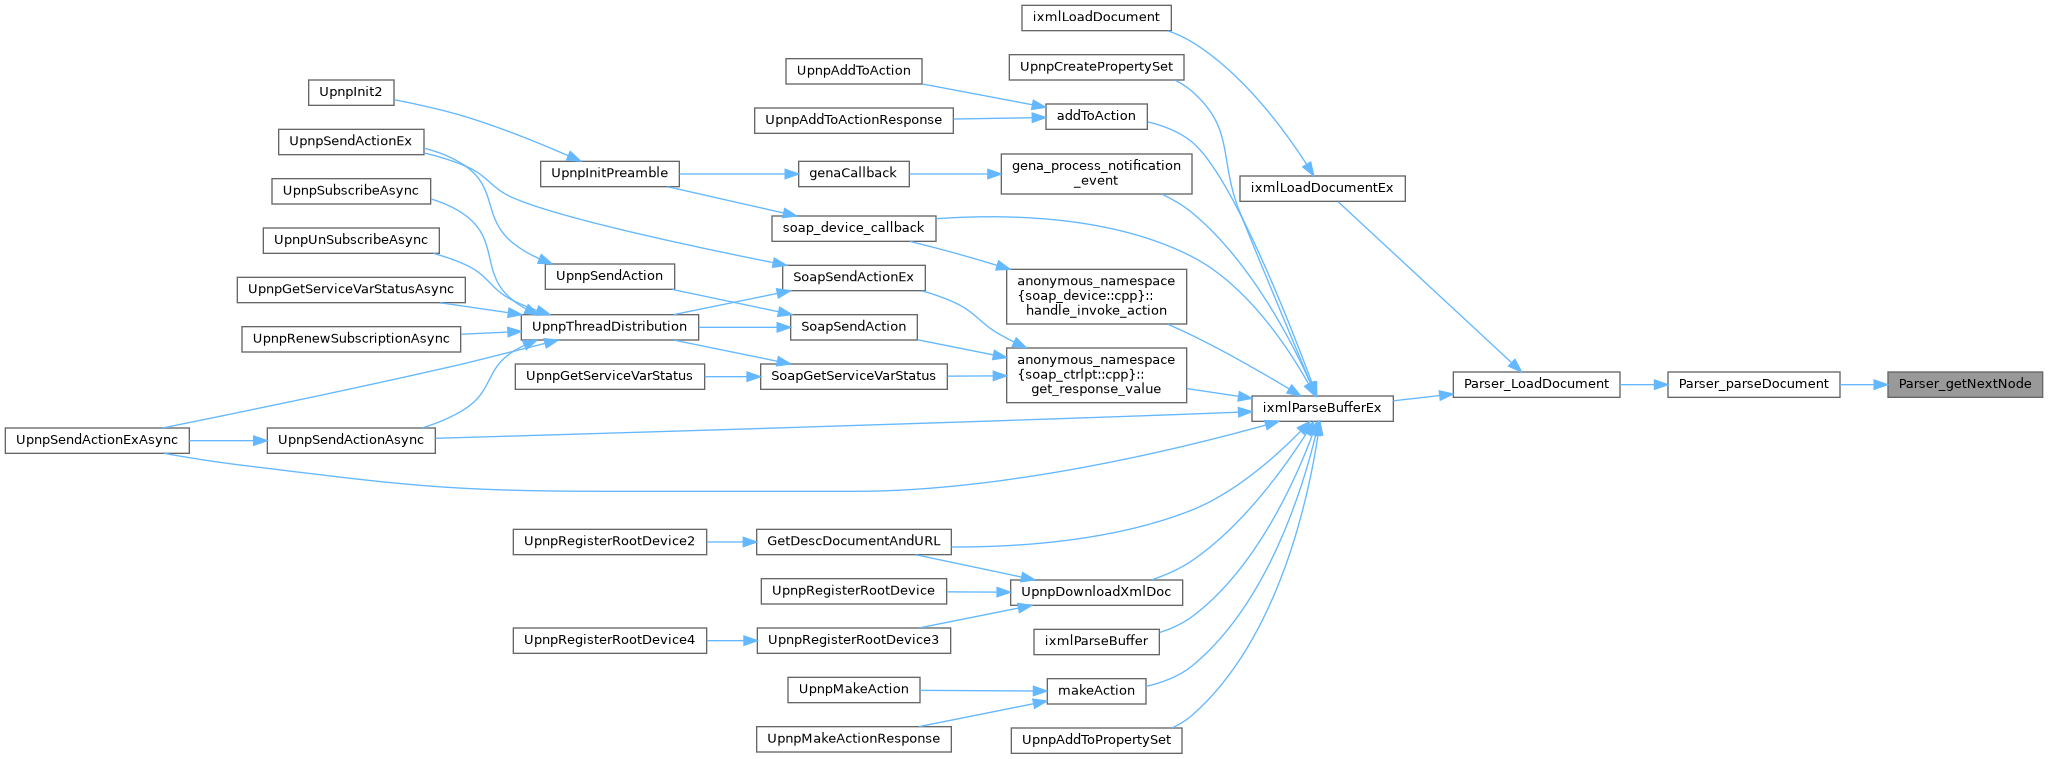 ixmlLoadDocument
UpnpCreatePropertySet
UpnpAddToAction
UpnpInit2
addToAction
UpnpAddToActionResponse
UpnpSendActionEx
gena_process_notification
_event
genaCallback
UpnpInitPreamble
ixmlLoadDocumentEx
UpnpSubscribeAsync
soap_device_callback
UpnpUnSubscribeAsync
UpnpSendAction
SoapSendActionEx
anonymous_namespace
{soap_device::cpp}::
handle_invoke_action
UpnpGetServiceVarStatusAsync
UpnpThreadDistribution
SoapSendAction
UpnpRenewSubscriptionAsync
anonymous_namespace
{soap_ctrlpt::cpp}::
get_response_value
UpnpGetServiceVarStatus
SoapGetServiceVarStatus
Parser_LoadDocument
Parser_parseDocument
Parser_getNextNode
ixmlParseBufferEx
UpnpSendActionExAsync
UpnpSendActionAsync
UpnpRegisterRootDevice2
GetDescDocumentAndURL
UpnpRegisterRootDevice
UpnpDownloadXmlDoc
UpnpRegisterRootDevice4
UpnpRegisterRootDevice3
ixmlParseBuffer
UpnpMakeAction
makeAction
UpnpMakeActionResponse
UpnpAddToPropertySet